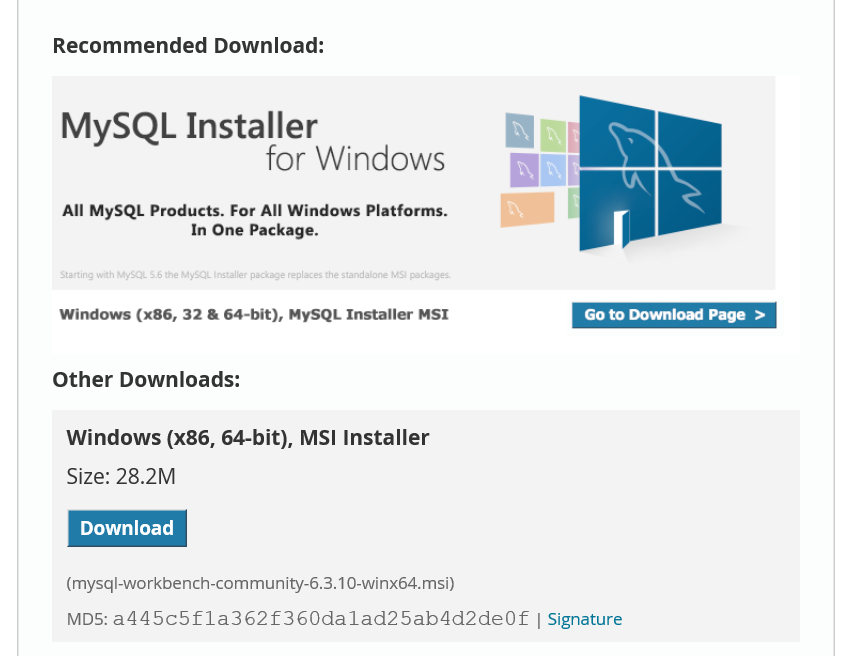 Recommended Download:
MySQL Installer
for Windows
All MySQL Products. For All Windows Platforms.
In One Package.
Starting with MySQL 5.6 the MySQL Installer package replaces the standalone MSI packages.
Windows (x86, 32 & 64-bit), MySQL Installer MSI
Go to Download Page >
Other Downloads:
Windows (x86, 64-bit), MSI Installer
Size: 28.2M
Download
(mysql-workbench-community-6.3.10-winx64.msi)
MD5: a445c5f1a362f360da1ad25ab4d2de0f | Signature